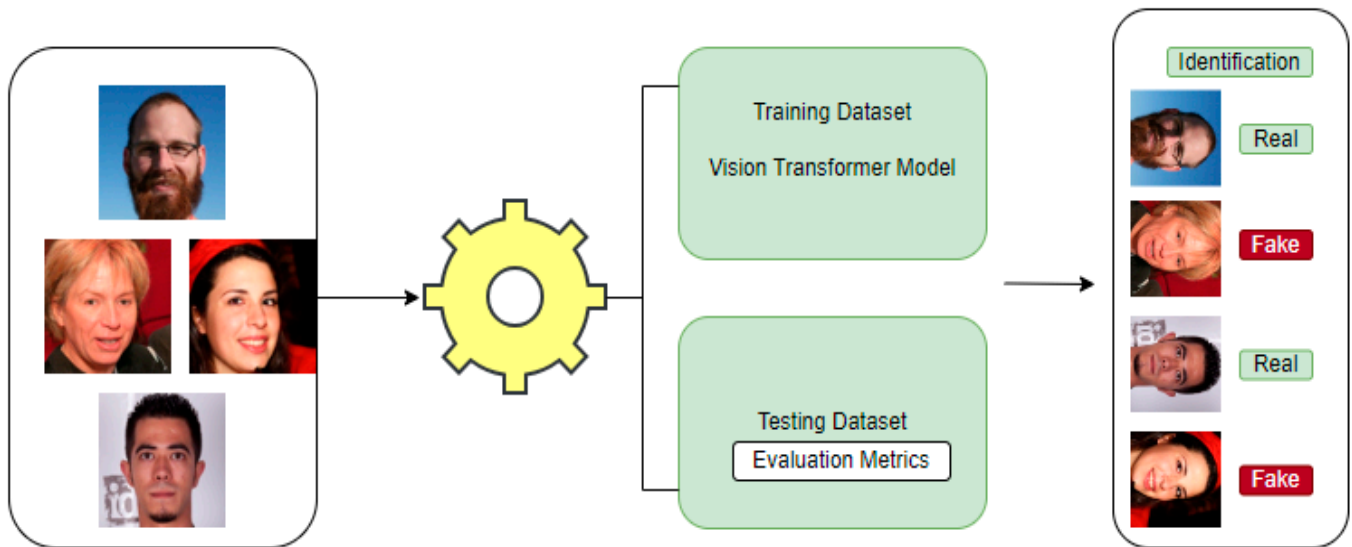 Identification
Training Dataset
Real
Vision Transformer Model
Fake
Real
Testing Dataset
Evaluation Metrics
Fake